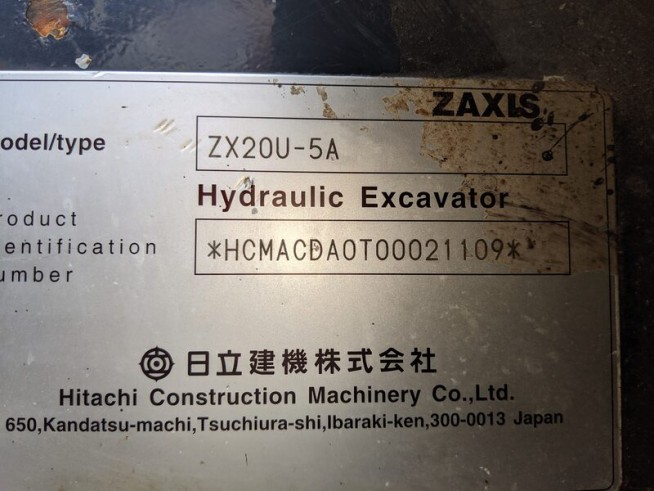 ZAXIS
odel/type
ZX20U-5A
Hydraulic Excavator
roduct
entification
umber
*HCMACDA0T00021109*
日立建機株式会社
Hitachi Construction Machinery Co.,Ltd.
650,Kandatsu-machi,Tsuchiura-shi,Ibaraki-ken,300-0013 Japan